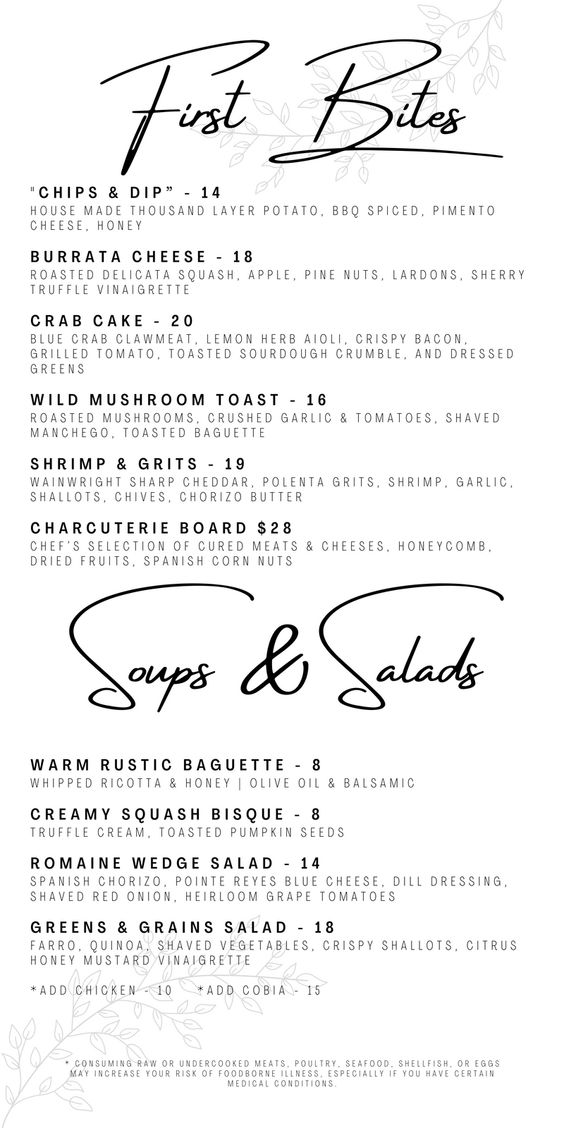 First Bites
"CHIPS & DIP” - 14
HOUSE MADE THOUSAND LAYER POTATO, BBQ SPICED, PIMENTO
CHEESE, HONEY
BURRATA CHEESE - 18
ROASTED DELICATA SQUASH, APPLE, PINE NUTS, LARDONS, SHERRY
TRUFFLE VINAIGRETTE
CRAB CAKE - 20
BLUE CRAB CLAWMEAT, LEMON HERB AIOLI, CRISPY BACON,
GRILLED TOMATO, TOASTED SOURDOUGH CRUMBLE, AND DRESSED
GREENS
WILD MUSHROOM TOAST - 16
ROASTED MUSHROOMS, CRUSHED GARLIC & TOMATOES, SHAVED
MANCHEGO, TOASTED BAGUETTE
SHRIMP & GRITS - 19
WAINWRIGHT SHARP CHEDDAR, POLENTA GRITS, SHRIMP, GARLIC,
SHALLOTS, CHIVES, CHORIZO BUTTER
CHARCUTERIE BOARD $28
CHEF'S SELECTION OF CURED MEATS & CHEESES, HONEYCOMB,
DRIED FRUITS, SPANISH CORN NUTS
Soups & Salads
WARM RUSTIC BAGUETTE - 8
WHIPPED RICOTTA & HONEY | OLIVE OIL & BALSAMIC
CREAMY SQUASH BISQUE - 8
TRUFFLE CREAM, TOASTED PUMPKIN SEEDS
ROMAINE WEDGE SALAD - 14
SPANISH CHORIZO, POINTE REYES BLUE CHEESE, DILL DRESSING,
SHAVED RED ONION, HEIRLOOM GRAPE TOMATOES
GREENS & GRAINS SALAD - 18
FARRO, QUINOA, SHAVED VEGETABLES, CRISPY SHALLOTS, CITRUS
HONEY MUSTARD VINAIGRETTE
*ADD CHICKEN - 10 *ADD COBIA - 15
* CONSUMING RAW OR UNDERCOOKED MEATS, POULTRY, SEAFOOD, SHELLFISH, OR EGGS
MAY INCREASE YOUR RISK OF FOODBORNE ILLNESS, ESPECIALLY IF YOU HAVE CERTAIN
MEDICAL CONDITIONS.